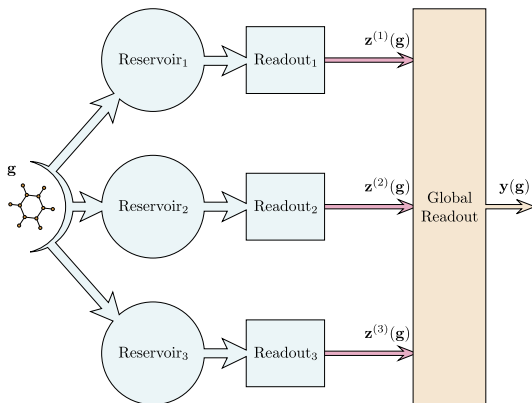 Reservoir₁
Readout₁
z⁽¹⁾(g)
g
Reservoir₂
Readout₂
z⁽²⁾(g)
Global
Readout
y(g)
Reservoir₃
Readout₃
z⁽³⁾(g)